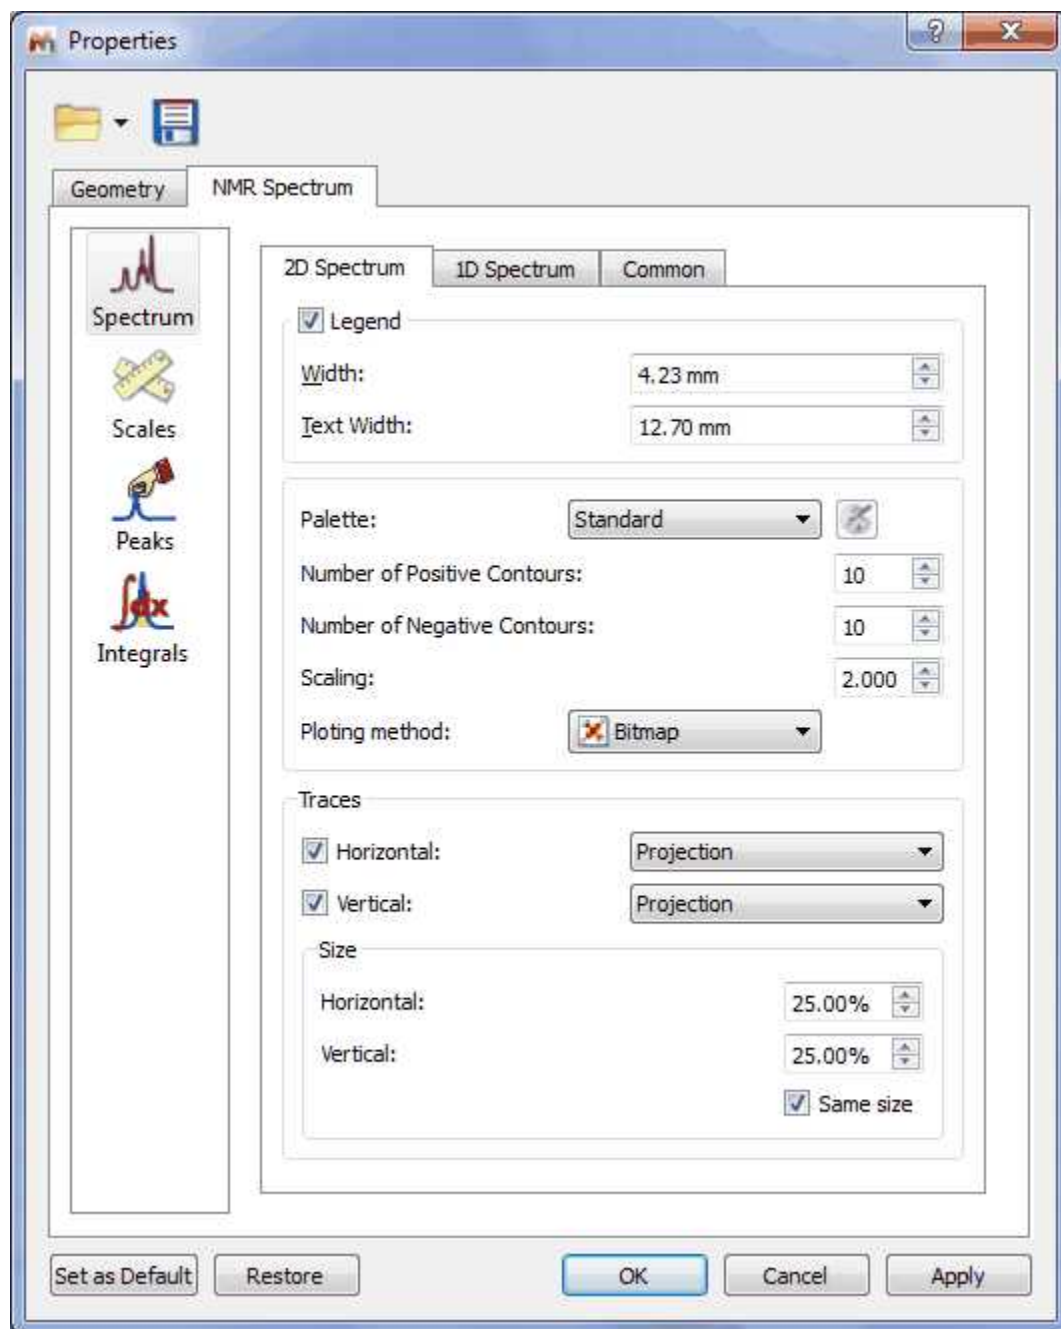 Properties
Geometry NMR Spectrum
Spectrum
Scales
Peaks
Integrals
2D Spectrum 1D Spectrum Common
Legend
Width: 4.23 mm
Text Width: 12.70 mm
Palette: Standard
Number of Positive Contours: 10
Number of Negative Contours: 10
Scaling: 2.000
Ploting method: Bitmap
Traces
Horizontal: Projection
Vertical: Projection
Size
Horizontal: 25.00%
Vertical: 25.00%
Same size
Set as Default Restore OK Cancel Apply